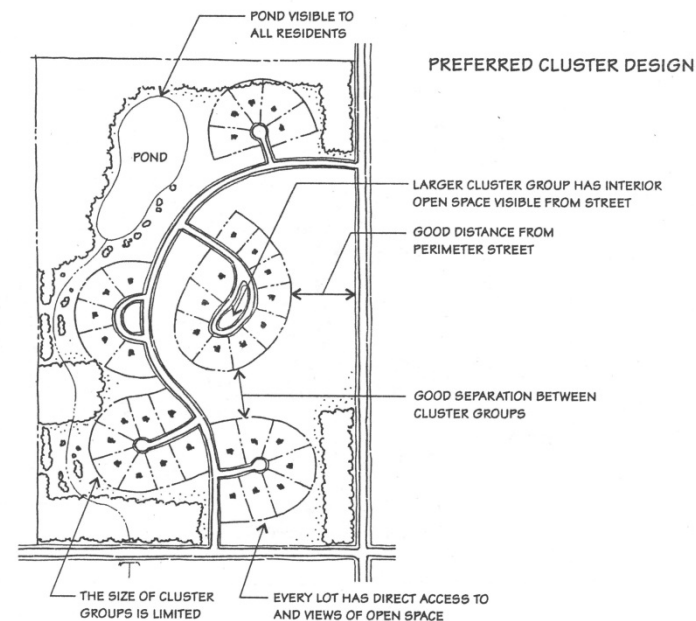 POND VISIBLE TO
ALL RESIDENTS
PREFERRED CLUSTER DESIGN
POND
LARGER CLUSTER GROUP HAS INTERIOR
OPEN SPACE VISIBLE FROM STREET
GOOD DISTANCE FROM
PERIMETER STREET
GOOD SEPARATION BETWEEN
CLUSTER GROUPS
THE SIZE OF CLUSTER
GROUPS IS LIMITED
EVERY LOT HAS DIRECT ACCESS TO
AND VIEWS OF OPEN SPACE